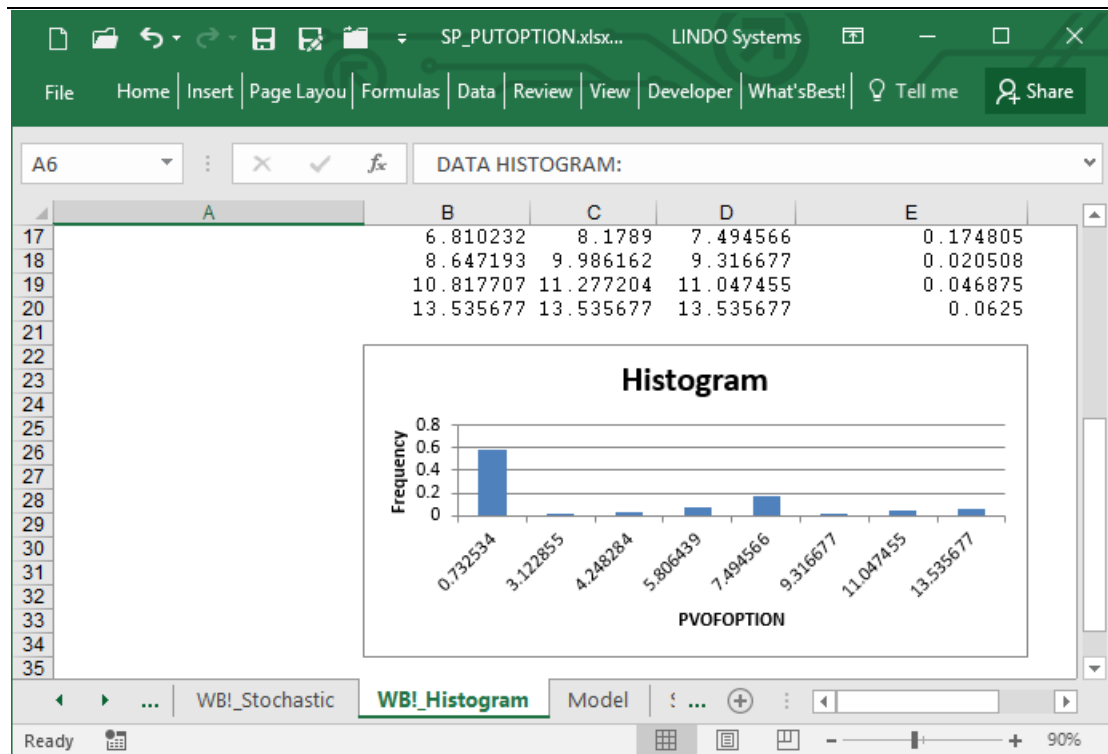 SP_PUTOPTION.xlsx... LINDO Systems
File Home Insert Page Layou Formulas Data Review View Developer What'sBest! Tell me Share
A6 fx DATA HISTOGRAM:
A B C D E
17 6.810232 8.1789 7.494566 0.174805
18 8.647193 9.986162 9.316677 0.020508
19 10.817707 11.277204 11.047455 0.046875
20 13.535677 13.535677 13.535677 0.0625
21
22
23
24
25
26
27
28
29
30
31
32
33
34
35
Histogram
Frequency
0.8
0.6
0.4
0.2
0
0.732534 3.122855 4.248284 5.806439 7.494566 9.316677 11.047455 13.535677
PVOFOPTION
... WB!_Stochastic WB!_Histogram Model ...
Ready 90%